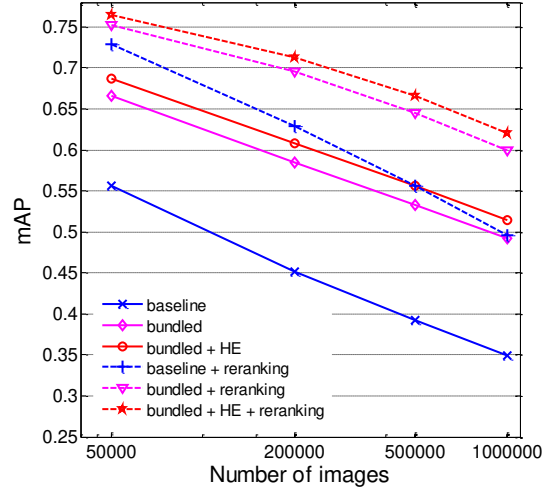 0.75
0.7
0.65
0.6
0.55
0.5
0.45
0.4
0.35
0.3
0.25
mAP
baseline
bundled
bundled + HE
baseline + reranking
bundled + reranking
bundled + HE + reranking
50000
200000
500000
1000000
Number of images